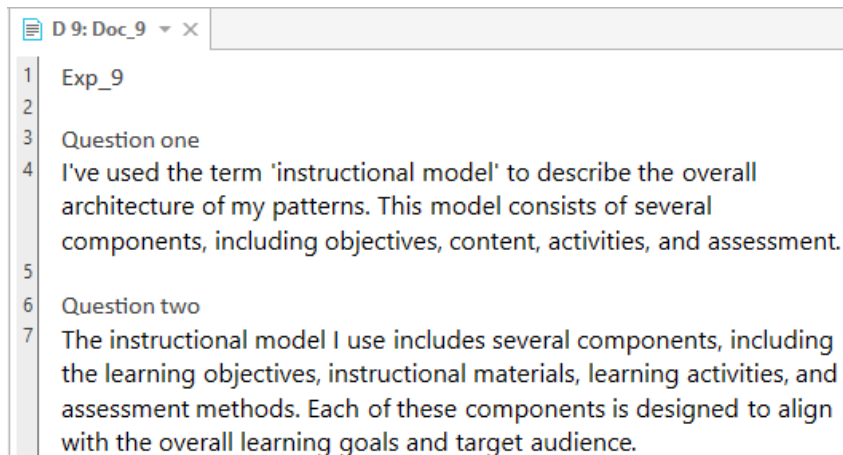 D 9: Doc_9
1 Exp_9
2
3 Question one
4 I've used the term 'instructional model' to describe the overall
architecture of my patterns. This model consists of several
components, including objectives, content, activities, and assessment.
5
6 Question two
7 The instructional model I use includes several components, including
the learning objectives, instructional materials, learning activities, and
assessment methods. Each of these components is designed to align
with the overall learning goals and target audience.